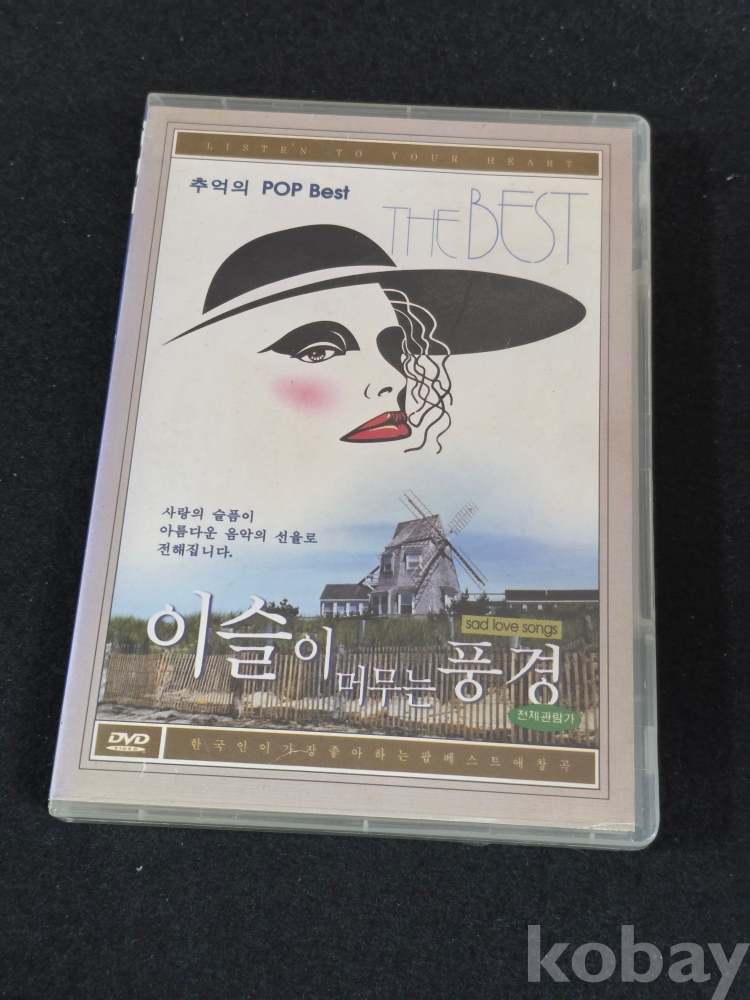 LISTEN TO YOUR HEART
추억의 POP Best
THE BEST
사랑의 슬픔이
아름다운 음악의 선율로
전해집니다.
sad love songs
이슬이 머무는 풍경
전체관람가
DVD
VIDEO
한국인이가장좋아하는팝베스트애창곡
kobay